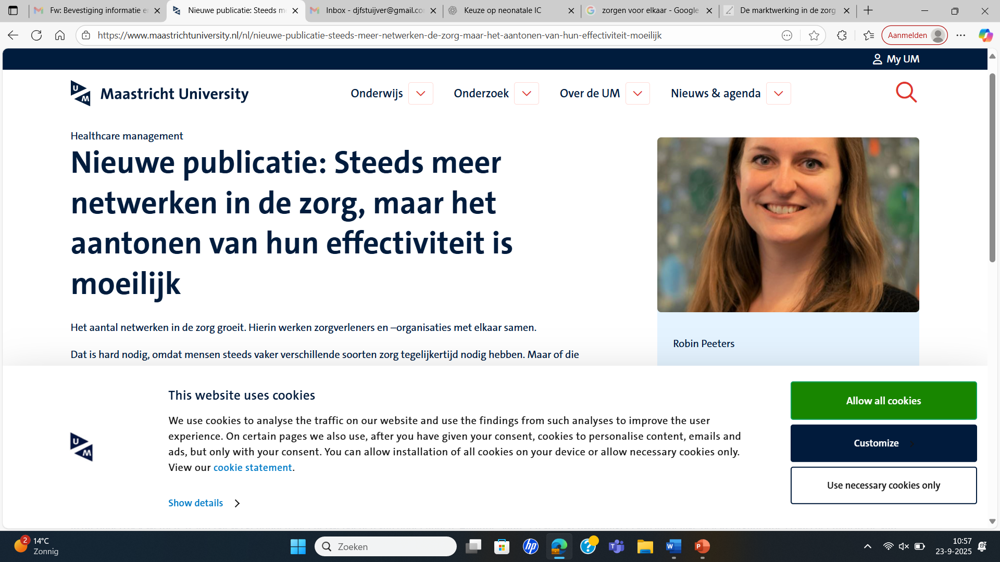 Fw: Bevestiging informatie e
Nieuwe publicatie: Steeds m
Inbox - djfstuijver@gmail.co
Keuze op neonatale IC
zorgen voor elkaar - Google
De marktwerking in de zorg
https://www.maastrichtuniversity.nl/nl/nieuwe-publicatie-steeds-meer-netwerken-de-zorg-maar-het-aantonen-van-hun-effectiviteit-moeilijk
Aanmelden
My UM
UM
Maastricht University
Onderwijs
Onderzoek
Over de UM
Nieuws & agenda
Healthcare management
Nieuwe publicatie: Steeds meer
netwerken in de zorg, maar het
aantonen van hun effectiviteit is
moeilijk
Het aantal netwerken in de zorg groeit. Hierin werken zorgverleners en –organisaties met elkaar samen.
Dat is hard nodig, omdat mensen steeds vaker verschillende soorten zorg tegelijkertijd nodig hebben. Maar of die
Robin Peeters
This website uses cookies
We use cookies to analyse the traffic on our website and use the findings from such analyses to improve the user
experience. On certain pages we also use, after you have given your consent, cookies to personalise content, emails and
ads, but only with your consent. You can allow installation of all cookies on your device or allow necessary cookies only.
View our cookie statement.
Show details
Allow all cookies
Customize
Use necessary cookies only
UM
2
14°C
Zonnig
Zoeken
10:57
23-9-2025